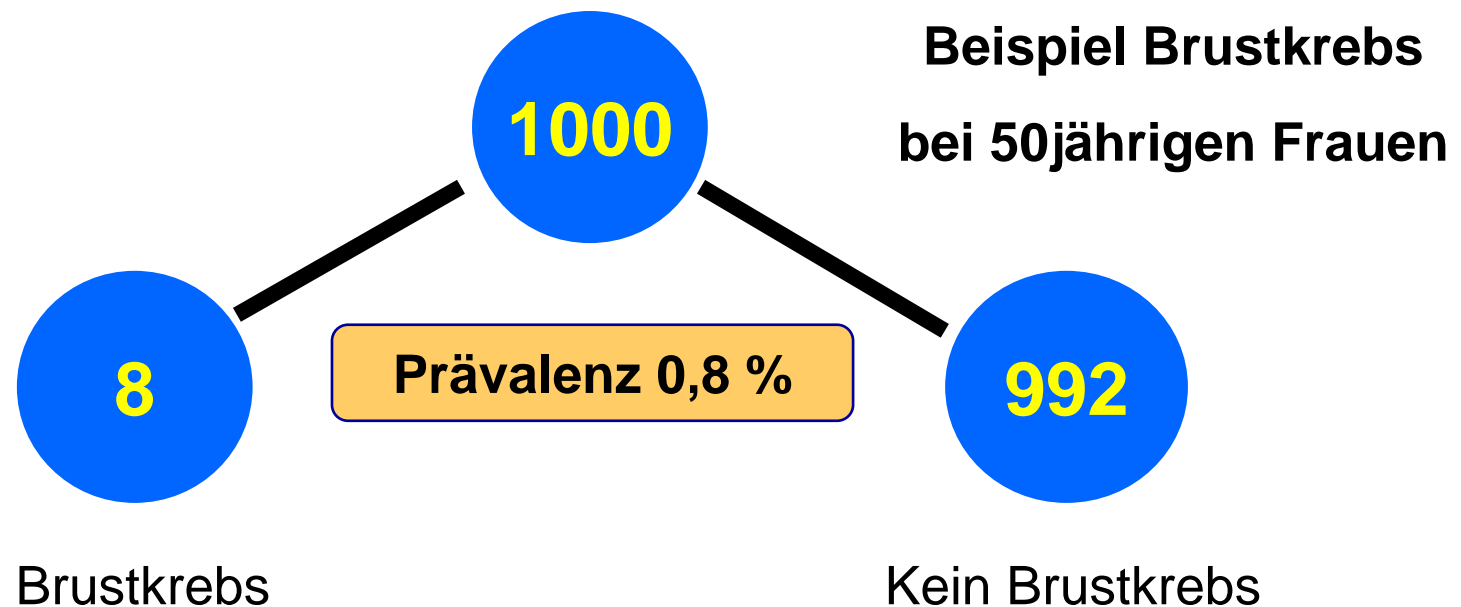 Beispiel Brustkrebs
bei 50jährigen Frauen
1000
Prävalenz 0,8 %
8
992
Brustkrebs
Kein Brustkrebs